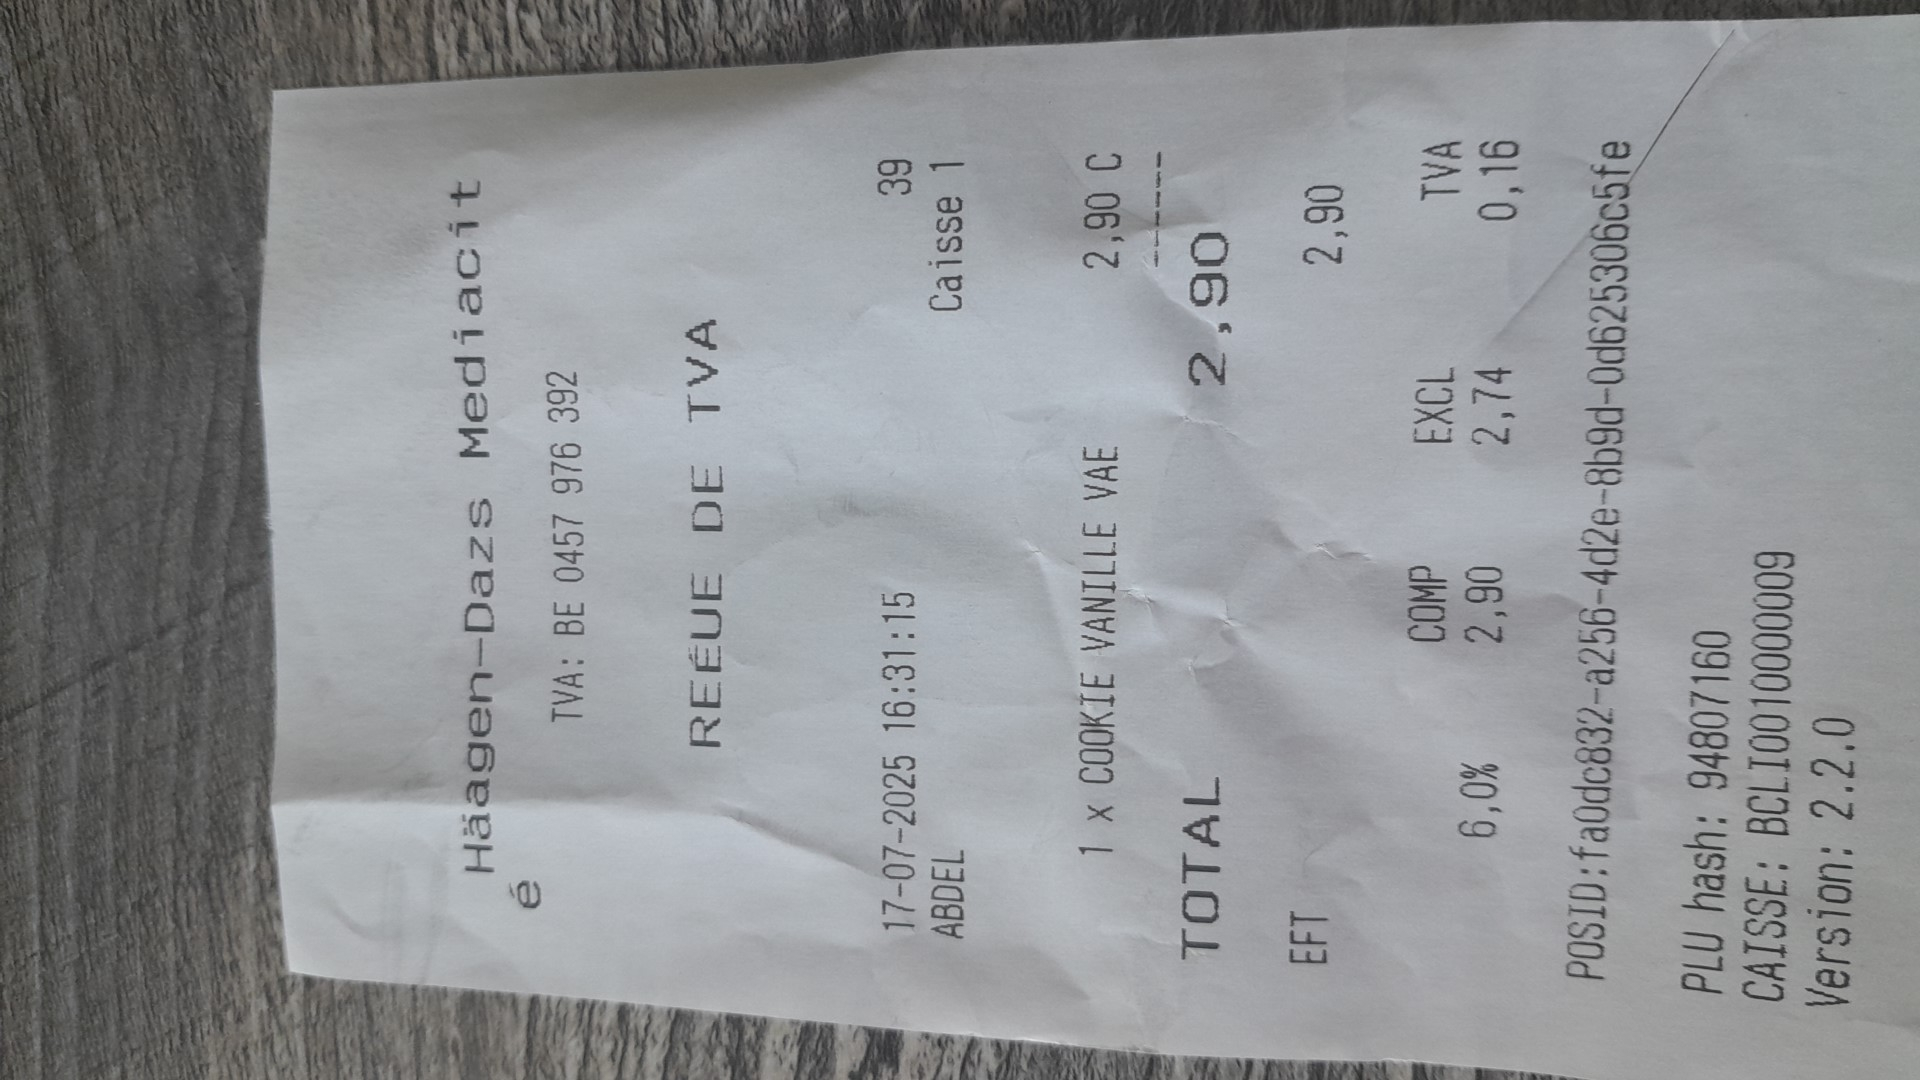 Häagen-Dazs Mediacit
é
TVA: BE 0457 976 392
REÉUE DE TVA
17-07-2025 16:31:15 39
ABDEL Caisse 1
1 x COOKIE VANILLE VAE 2,90 C
-------
TOTAL 2,90
EFT 2,90
COMP EXCL TVA
6,0% 2,90 2,74 0,16
POSID:fa0dc832-a256-4d2e-8b9d-0d625306c5fe
PLU hash: 94807160
CAISSE: BCLI0010000009
Version: 2.2.0